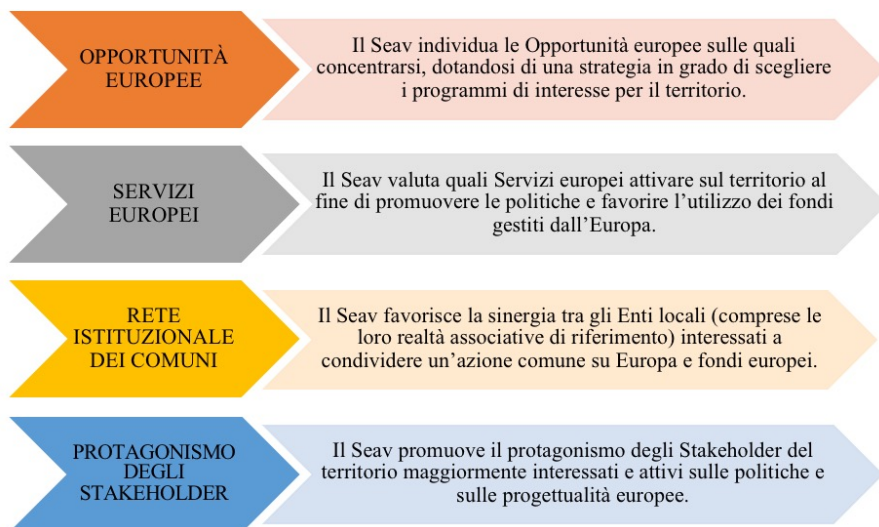 OPPORTUNITÀ
EUROPEE
Il Seav individua le Opportunità europee sulle quali
concentrarsi, dotandosi di una strategia in grado di scegliere
i programmi di interesse per il territorio.
SERVIZI
EUROPEI
Il Seav valuta quali Servizi europei attivare sul territorio al
fine di promuovere le politiche e favorire l’utilizzo dei fondi
gestiti dall’Europa.
RETE
ISTITUZIONALE
DEI COMUNI
Il Seav favorisce la sinergia tra gli Enti locali (comprese le
loro realtà associative di riferimento) interessati a
condividere un’azione comune su Europa e fondi europei.
PROTAGONISMO
DEGLI
STAKEHOLDER
Il Seav promuove il protagonismo degli Stakeholder del
territorio maggiormente interessati e attivi sulle politiche e
sulle progettualità europee.